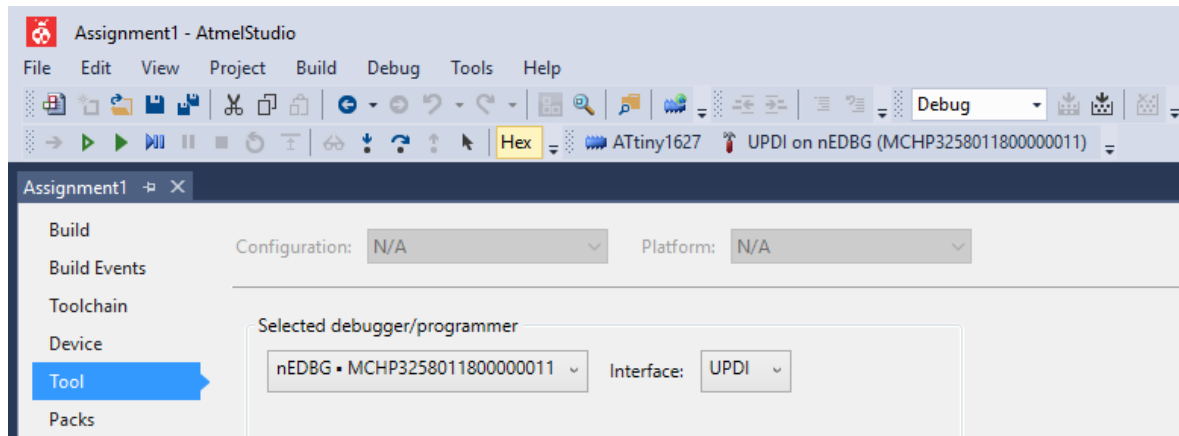 Assignment1 - AtmelStudio
File Edit View Project Build Debug Tools Help
Debug
Hex ATtiny1627 UPDI on nEDBG (MCHP3258011800000011)
Assignment1
Build
Configuration: N/A Platform: N/A
Build Events
Toolchain
Selected debugger/programmer
Device
nEDBG ▪ MCHP3258011800000011 Interface: UPDI
Tool
Packs